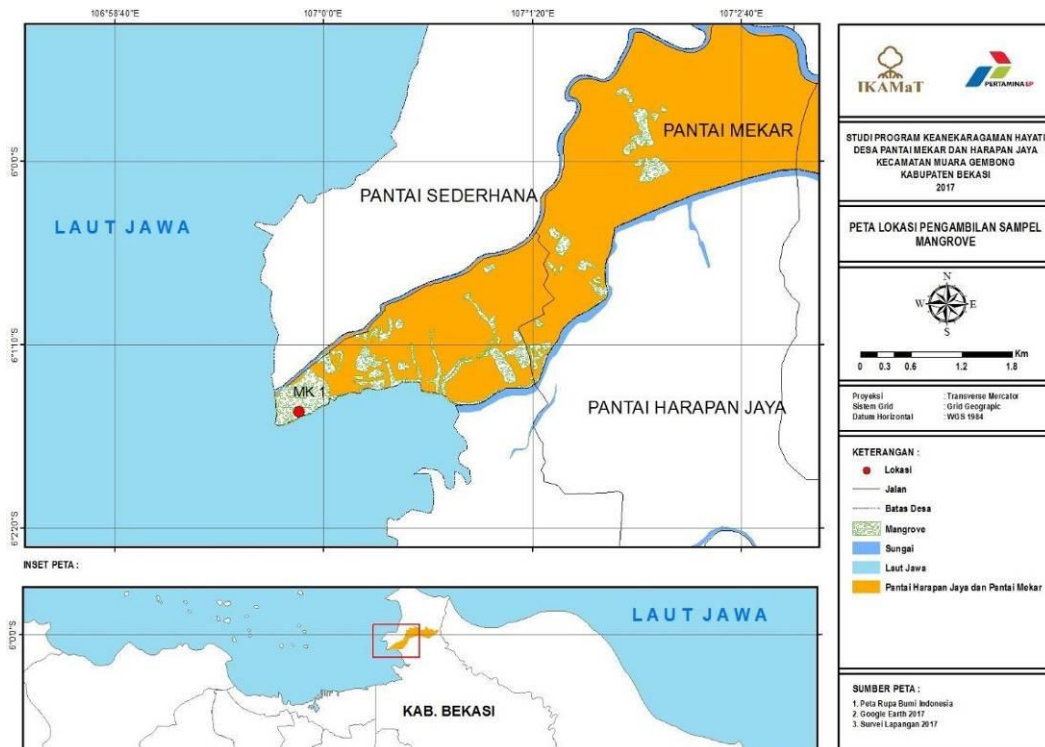 106°58'40"E
107°0'0"E
107°1'20"E
107°2'40"E
6°0'0"S
6°1'10"S
6°2'20"S
PANTAI MEKAR
PANTAI SEDERHANA
LAUT JAWA
MK 1
PANTAI HARAPAN JAYA
INSET PETA :
6°0'0"S
LAUT JAWA
KAB. BEKASI
IKAMaT
PERTAMINA EP
STUDI PROGRAM KEANEKARAGAMAN HAYATI
DESA PANTAI MEKAR DAN HARAPAN JAYA
KECAMATAN MUARA GEMBONG
KABUPATEN BEKASI
2017
PETA LOKASI PENGAMBILAN SAMPEL
MANGROVE
N
W E
S
Km
0 0.3 0.6 1.2 1.8
Proyeksi : Transverse Mercator
Sistem Grid : Grid Geograpic
Datum Horizontal : WGS 1984
KETERANGAN :
Lokasi
Jalan
Batas Desa
Mangrove
Sungai
Laut Jawa
Pantai Harapan Jaya dan Pantai Mekar
SUMBER PETA :
1. Peta Rupa Bumi Indonesia
2. Google Earth 2017
3. Survei Lapangan 2017